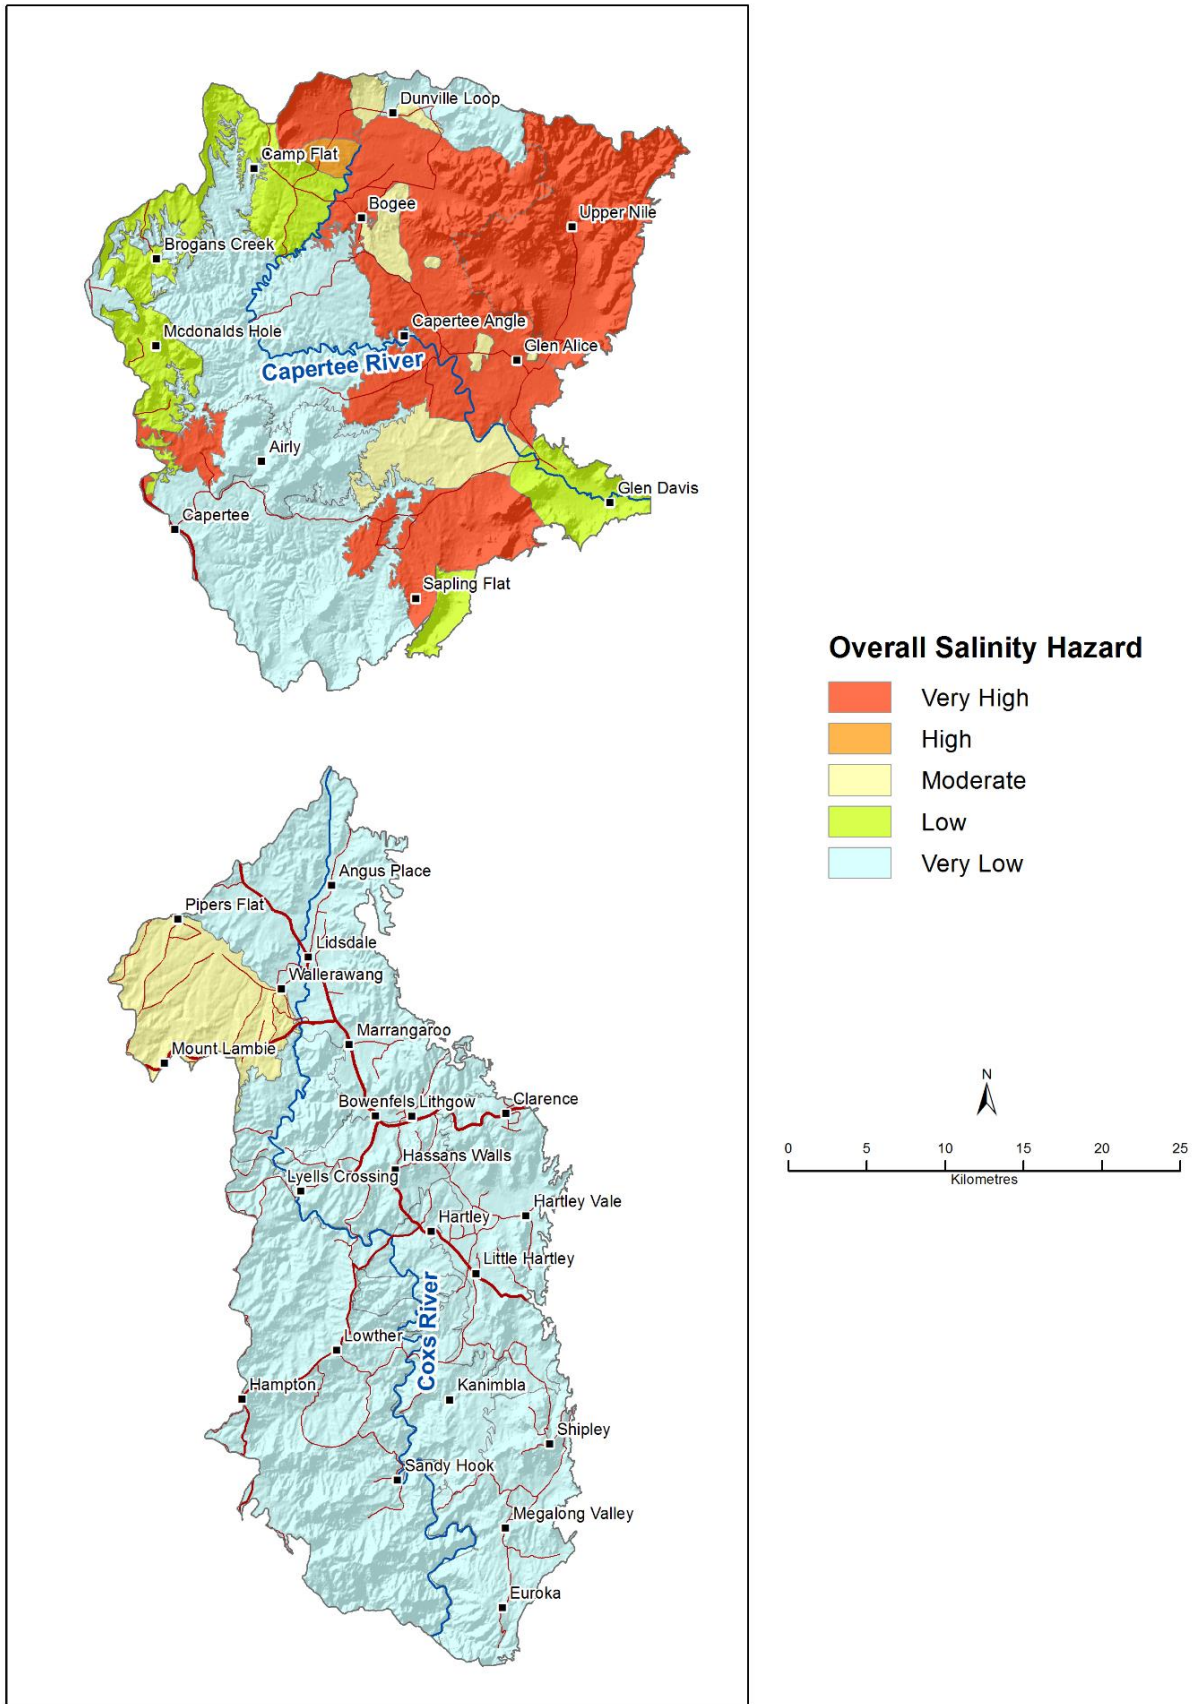 Dunville Loop
Camp Flat
Bogee
Upper Nile
Brogans Creek
Capertee Angle
Mcdonalds Hole
Glen Alice
Capertee River
Airly
Glen Davis
Capertee
Sapling Flat
Overall Salinity Hazard
Very High
High
Moderate
Low
Very Low
Angus Place
Pipers Flat
Lidsdale
Wallerawang
Marrangaroo
Mount Lambie
N
Bowenfels Lithgow
Clarence
0 5 10 15 20 25
Kilometres
Hassans Walls
Lyells Crossing
Hartley Vale
Hartley
Little Hartley
Coxs River
Lowther
Hampton
Kanimbla
Shipley
Sandy Hook
Megalong Valley
Euroka